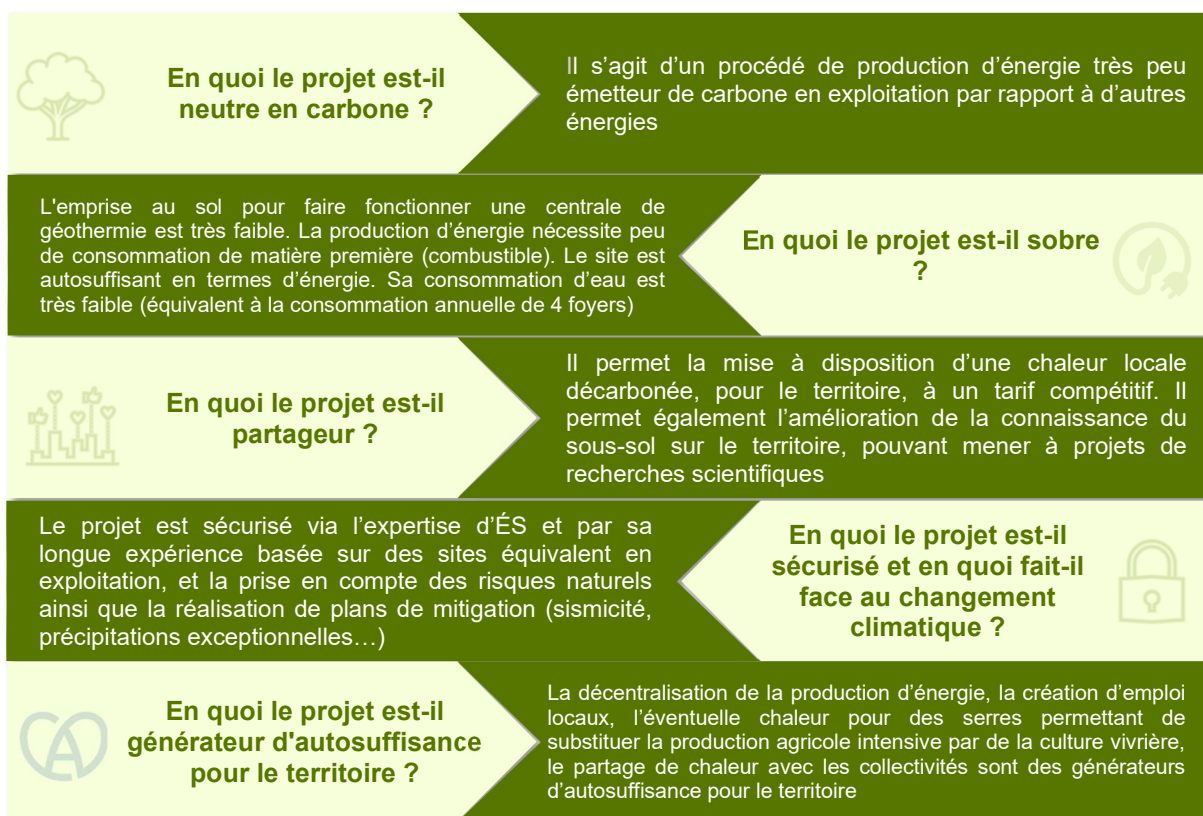 En quoi le projet est-il
neutre en carbone ?
Il s’agit d’un procédé de production d’énergie très peu
émetteur de carbone en exploitation par rapport à d’autres
énergies
L'emprise au sol pour faire fonctionner une centrale de
géothermie est très faible. La production d’énergie nécessite peu
de consommation de matière première (combustible). Le site est
autosuffisant en termes d’énergie. Sa consommation d’eau est
très faible (équivalent à la consommation annuelle de 4 foyers)
En quoi le projet est-il sobre
?
En quoi le projet est-il
partageur ?
Il permet la mise à disposition d’une chaleur locale
décarbonée, pour le territoire, à un tarif compétitif. Il
permet également l’amélioration de la connaissance du
sous-sol sur le territoire, pouvant mener à projets de
recherches scientifiques
Le projet est sécurisé via l’expertise d’ÉS et par sa
longue expérience basée sur des sites équivalent en
exploitation, et la prise en compte des risques naturels
ainsi que la réalisation de plans de mitigation (sismicité,
précipitations exceptionnelles…)
En quoi le projet est-il
sécurisé et en quoi fait-il
face au changement
climatique ?
En quoi le projet est-il
générateur d'autosuffisance
pour le territoire ?
La décentralisation de la production d’énergie, la création d’emploi
locaux, l’éventuelle chaleur pour des serres permettant de
substituer la production agricole intensive par de la culture vivrière,
le partage de chaleur avec les collectivités sont des générateurs
d’autosuffisance pour le territoire